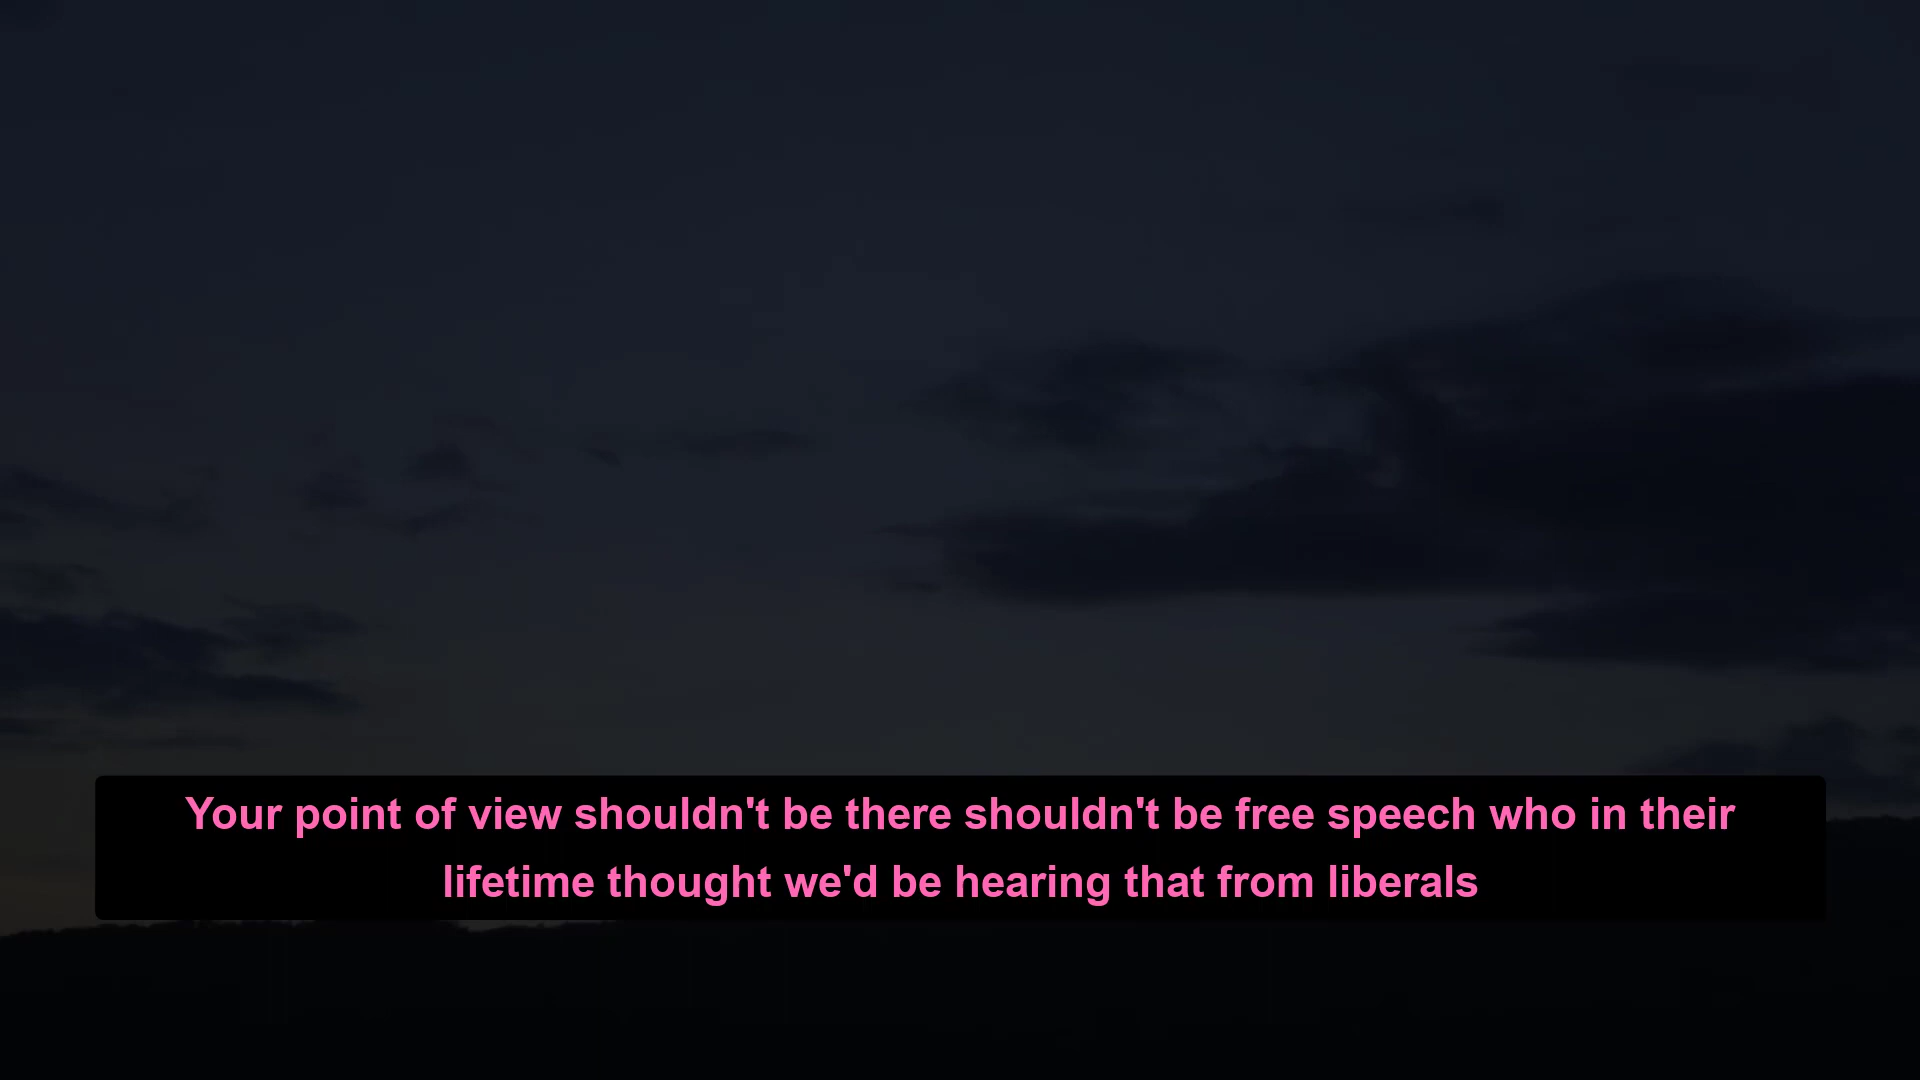 Your point of view shouldn't be there shouldn't be free speech who in their
lifetime thought we'd be hearing that from liberals